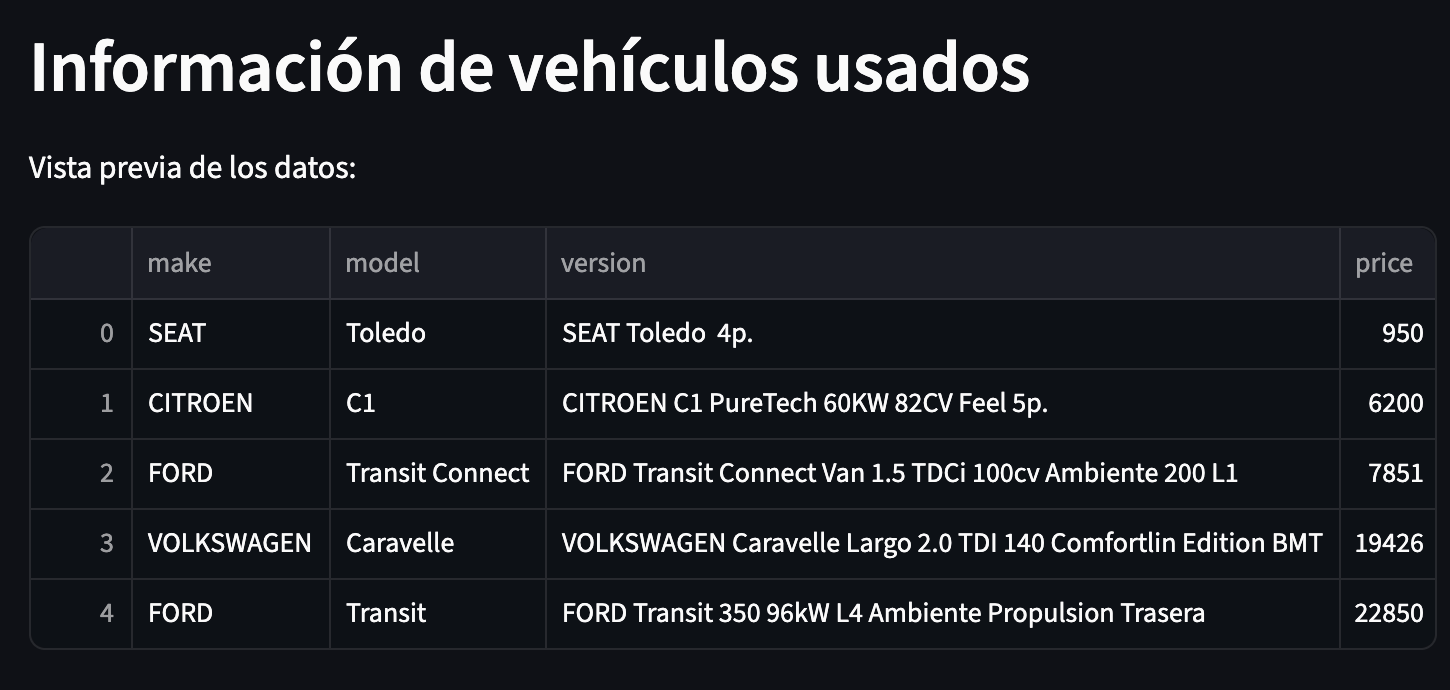 Información de vehículos usados
Vista previa de los datos:
make model version price
0 SEAT Toledo SEAT Toledo  4p. 950
1 CITROEN C1 CITROEN C1 PureTech 60KW 82CV Feel 5p. 6200
2 FORD Transit Connect FORD Transit Connect Van 1.5 TDCi 100cv Ambiente 200 L1 7851
3 VOLKSWAGEN Caravelle VOLKSWAGEN Caravelle Largo 2.0 TDI 140 Comfortlin Edition BMT 19426
4 FORD Transit FORD Transit 350 96kW L4 Ambiente Propulsion Trasera 22850